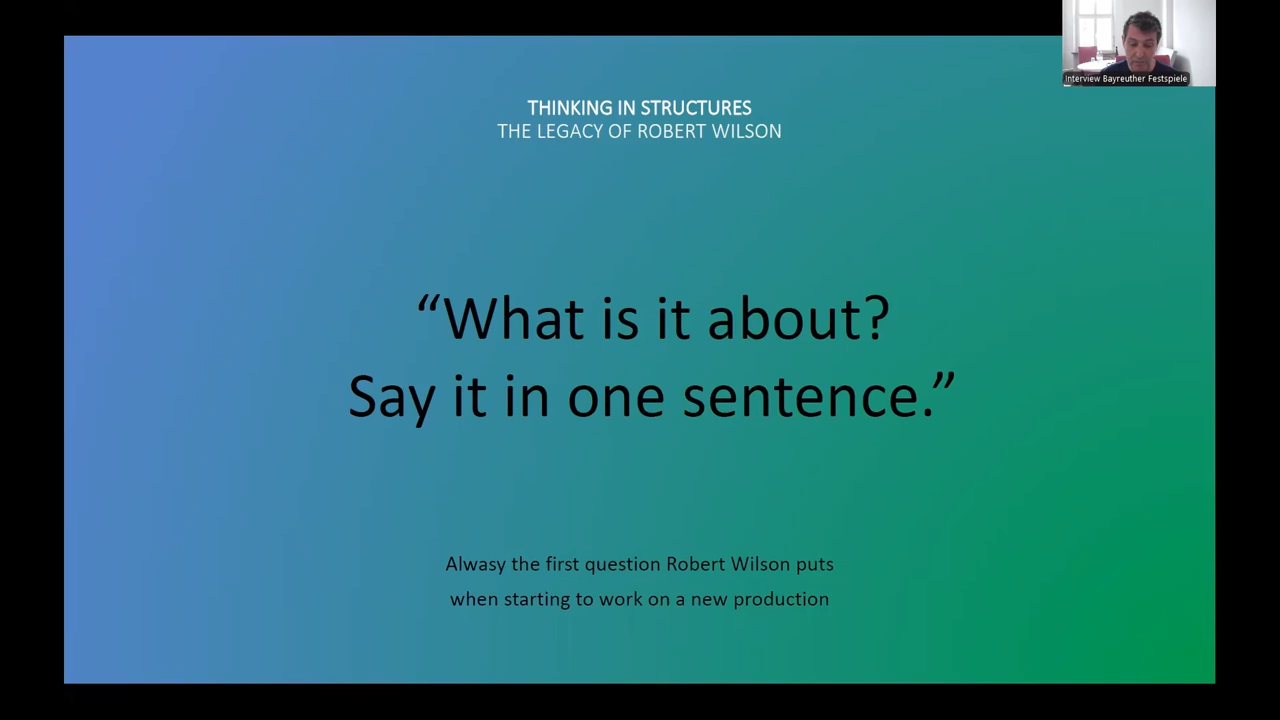 THINKING IN STRUCTURES
THE LEGACY OF ROBERT WILSON
Interview Bayreuther Festspiele
“What is it about?
Say it in one sentence.”
Alwasy the first question Robert Wilson puts
when starting to work on a new production